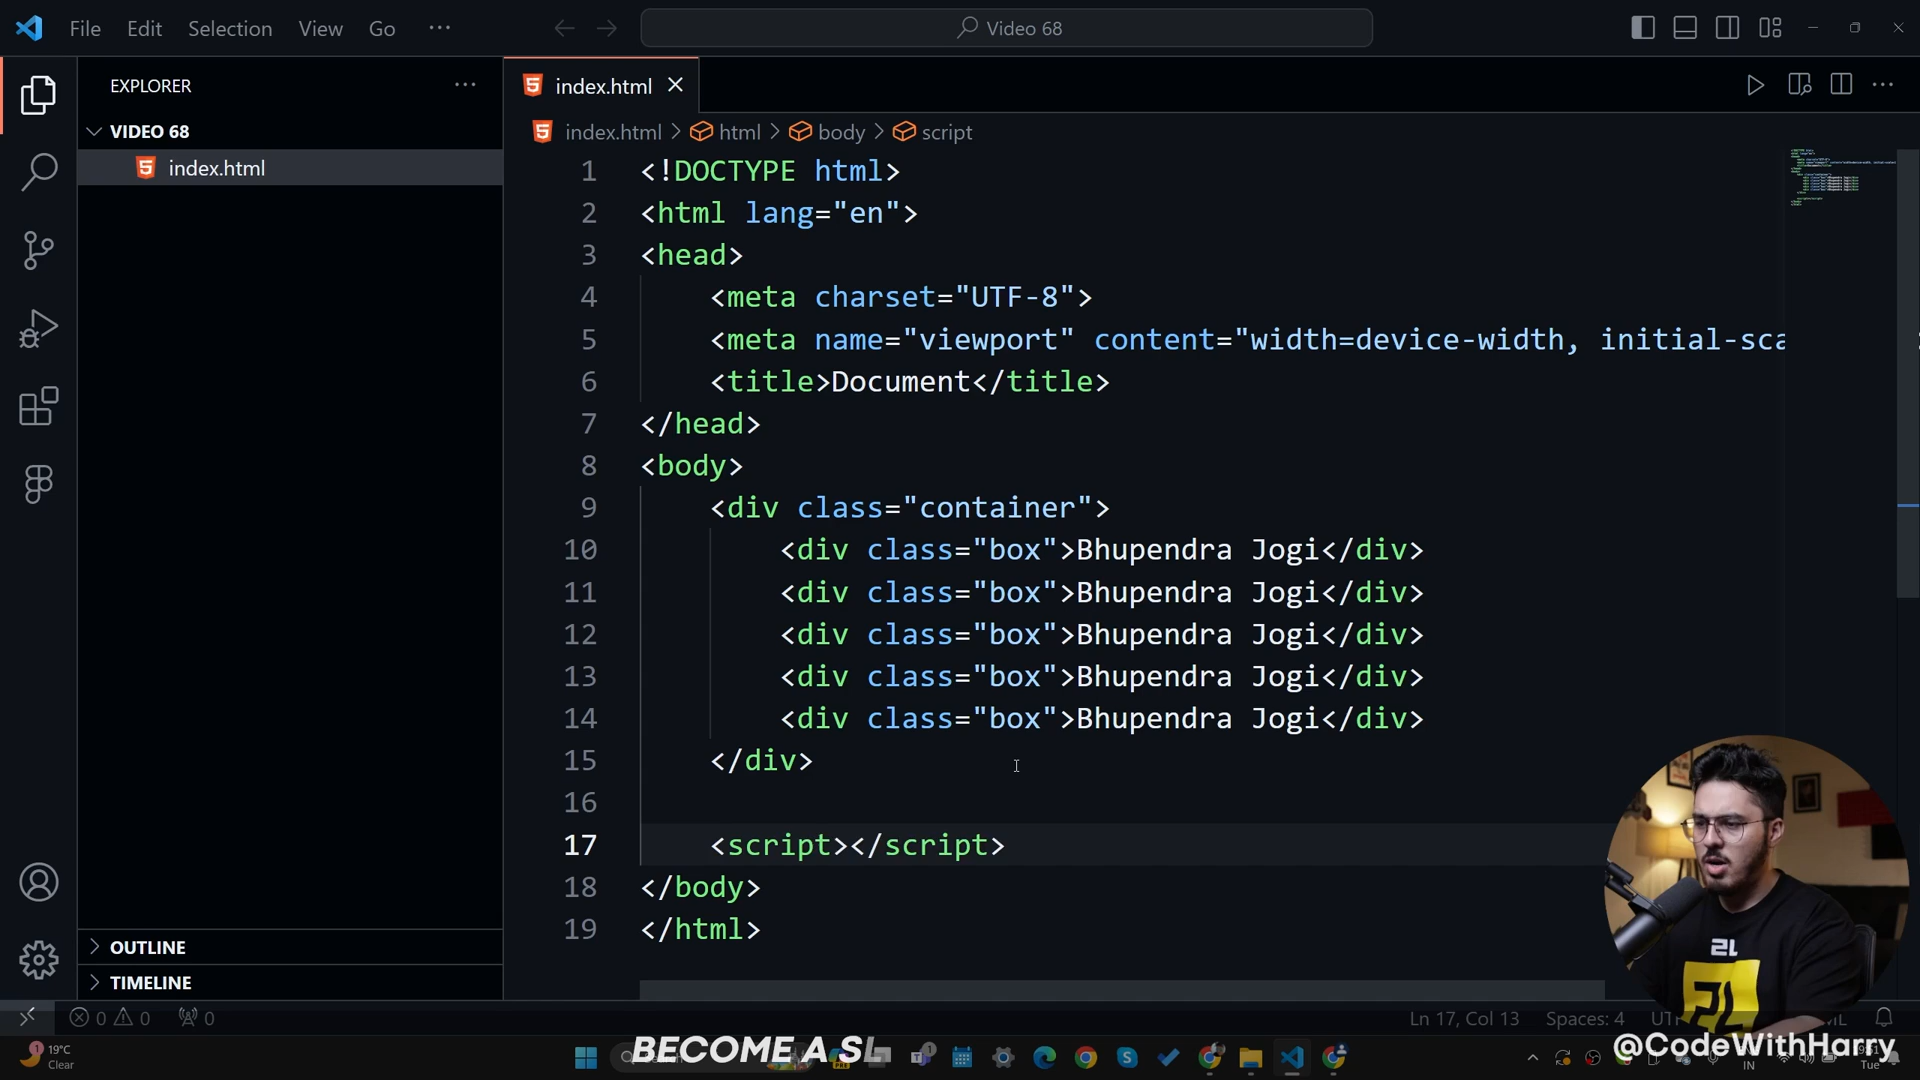 File Edit Selection View Go ··· Video 68
EXPLORER ···
VIDEO 68
index.html
OUTLINE
TIMELINE
index.html
index.html > html > body > script
1 <!DOCTYPE html>
2 <html lang="en">
3 <head>
4 <meta charset="UTF-8">
5 <meta name="viewport" content="width=device-width, initial-sca
6 <title>Document</title>
7 </head>
8 <body>
9 <div class="container">
10 <div class="box">Bhupendra Jogi</div>
11 <div class="box">Bhupendra Jogi</div>
12 <div class="box">Bhupendra Jogi</div>
13 <div class="box">Bhupendra Jogi</div>
14 <div class="box">Bhupendra Jogi</div>
15 </div>
16
17 <script></script>
18 </body>
19 </html>
0 0 0 Ln 17, Col 13 Spaces: 4
19°C
Clear
BECOME A SL
@CodeWithHarry
IN
Tue